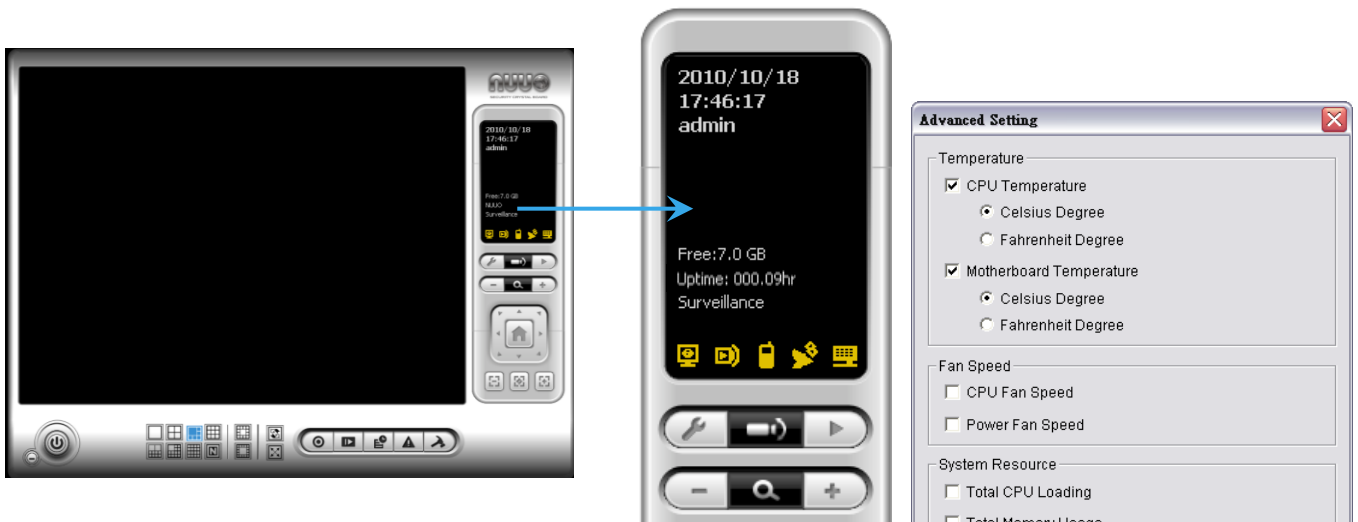 nuuo
2010/10/18
17:46:17
admin
Free:7.0 GB
NUUO
Surveillance
N
2010/10/18
17:46:17
admin
Free:7.0 GB
Uptime: 000.09hr
Surveillance
Advanced Setting
Temperature
CPU Temperature
Celsius Degree
Fahrenheit Degree
Motherboard Temperature
Celsius Degree
Fahrenheit Degree
Fan Speed
CPU Fan Speed
Power Fan Speed
System Resource
Total CPU Loading
Total Memory Usage